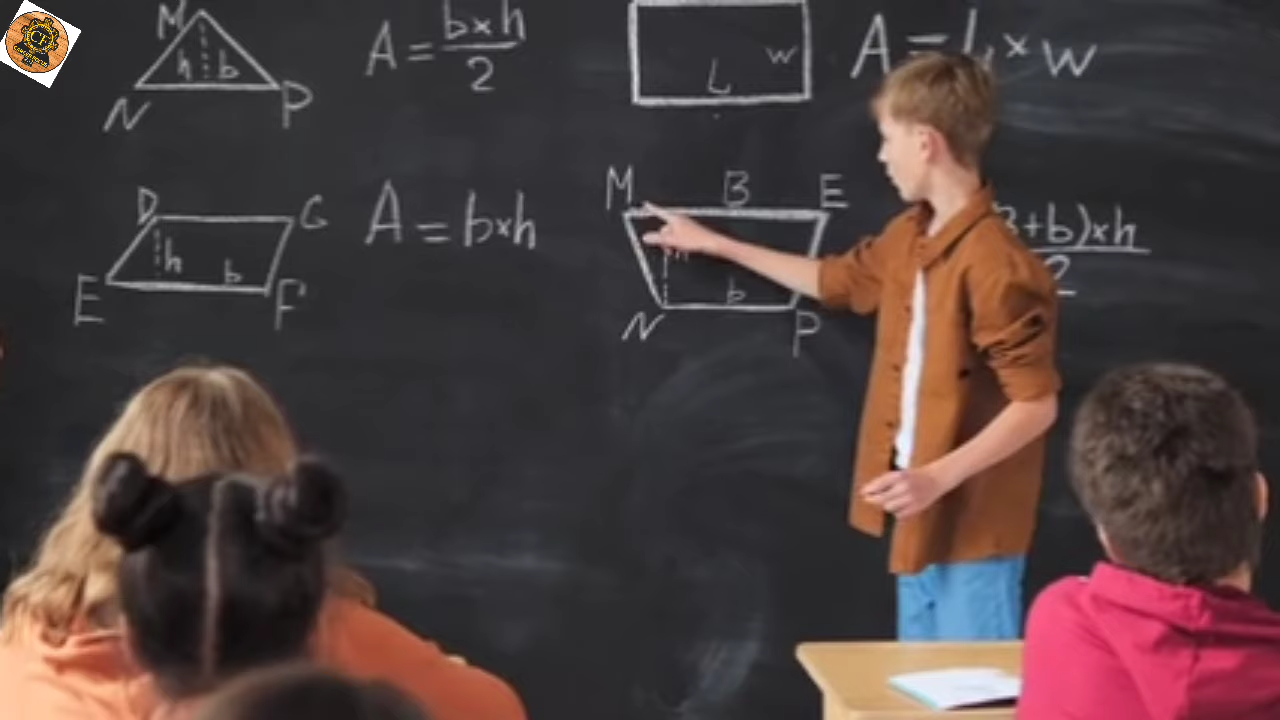 M
h b
N P
A = b×h
2
L w
A = L×w
D G
h
b
E F
A = b×h
M B E
h
b
N P
B+b)×h
2